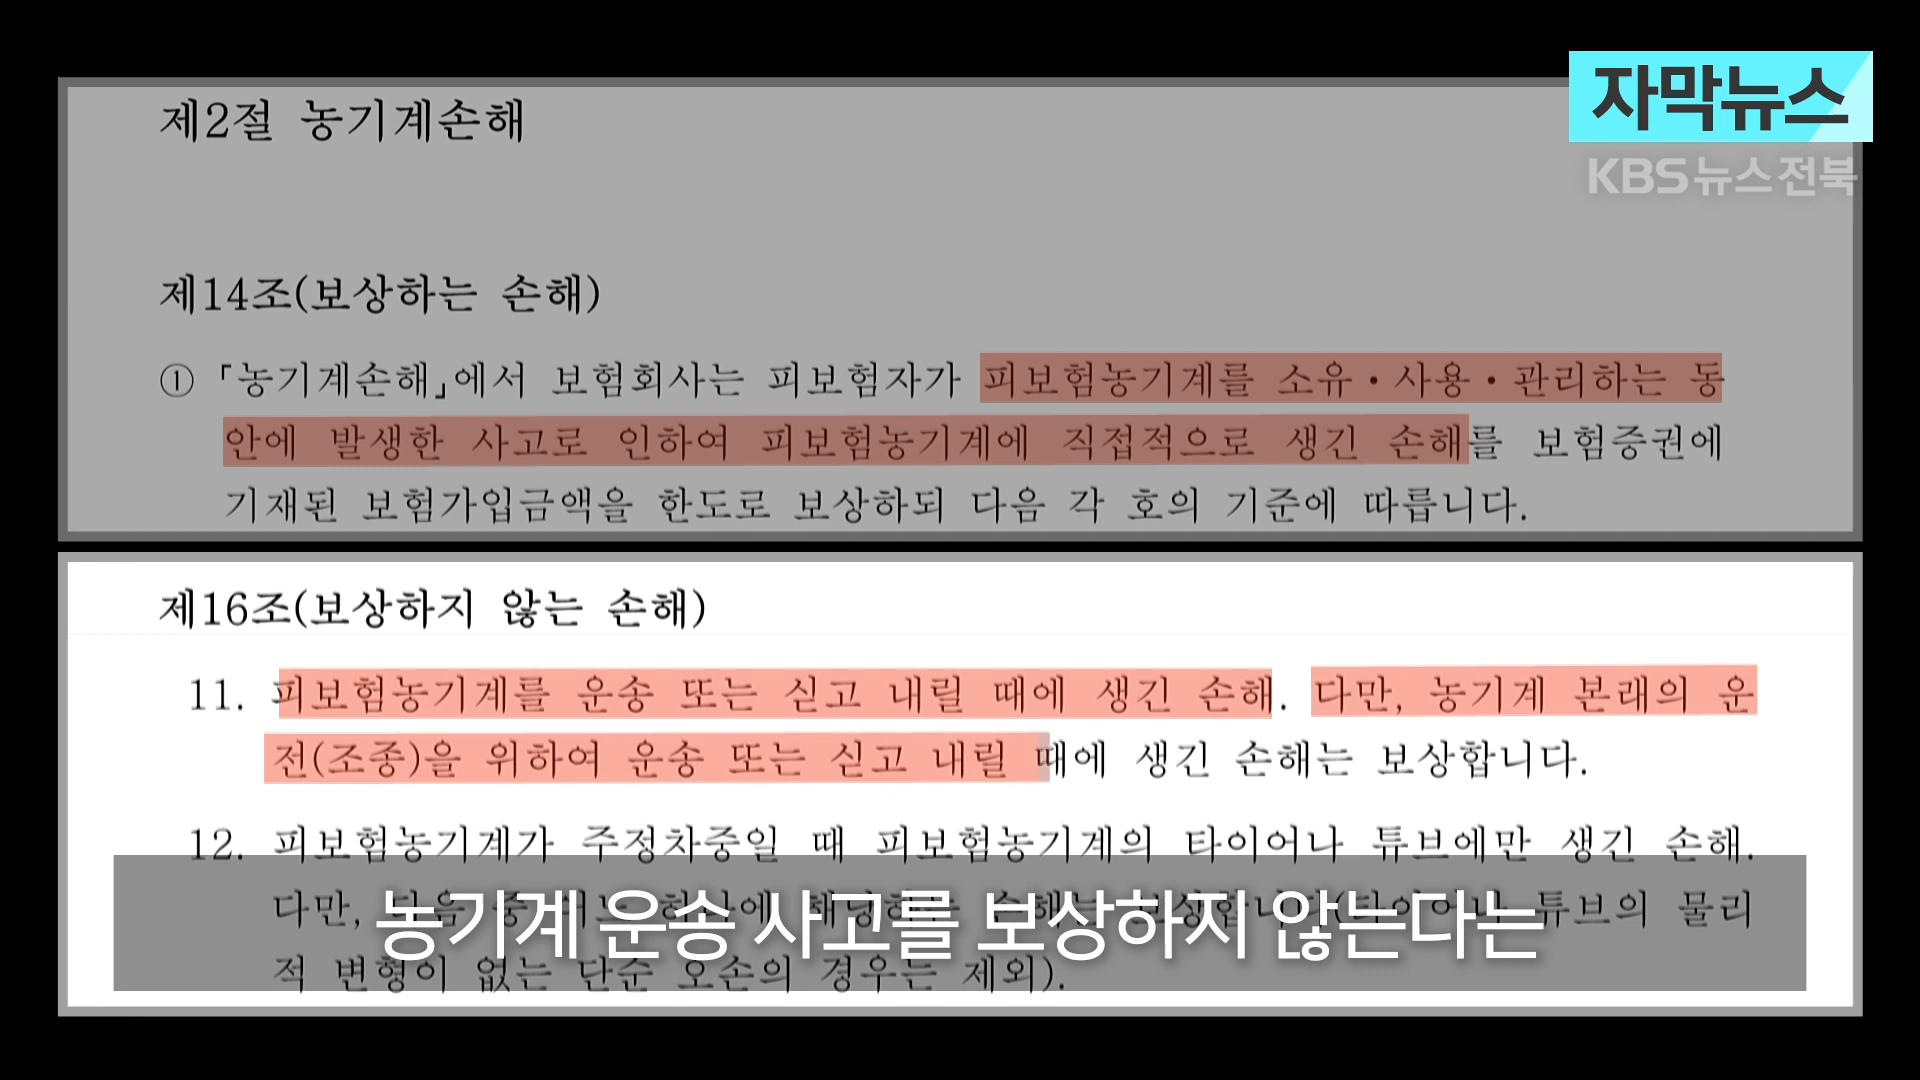 자막뉴스
KBS뉴스전북
제2절 농기계손해
제14조(보상하는 손해)
① 「농기계손해」에서 보험회사는 피보험자가 피보험농기계를 소유·사용·관리하는 동
안에 발생한 사고로 인하여 피보험농기계에 직접적으로 생긴 손해를 보험증권에
기재된 보험가입금액을 한도로 보상하되 다음 각 호의 기준에 따릅니다.
제16조(보상하지 않는 손해)
11. 피보험농기계를 운송 또는 싣고 내릴 때에 생긴 손해. 다만, 농기계 본래의 운
전(조종)을 위하여 운송 또는 싣고 내릴 때에 생긴 손해는 보상합니다.
12. 피보험농기계가 주정차중일 때 피보험농기계의 타이어나 튜브에만 생긴 손해.
다만, 튜브의 물리
적 변형이 없는 단순 오손의 경우는 제외).
농기계 운송 사고를 보상하지 않는다는